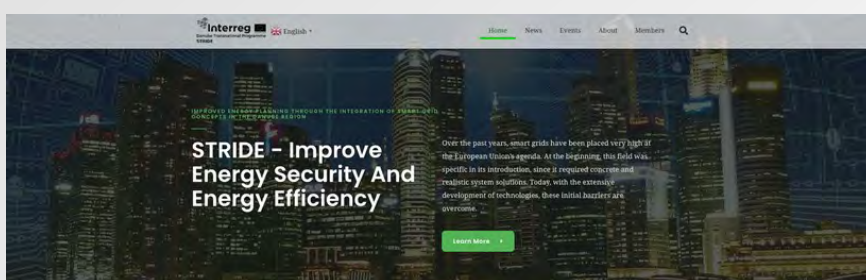 Interreg
Danube Transnational Programme
STRIDE
English
Home News Events About Members
IMPROVED ENERGY PLANNING THROUGH THE INTEGRATION OF SMART GRID
CONCEPTS IN THE DANUBE REGION
STRIDE - Improve
Energy Security And
Energy Efficiency
Over the past years, smart grids have been placed very high at
the European Union's agenda. At the beginning, this field was
specific in its introduction, since it required concrete and
realistic system solutions. Today, with the extensive
development of technologies, these initial barriers are
overcome.
Learn More